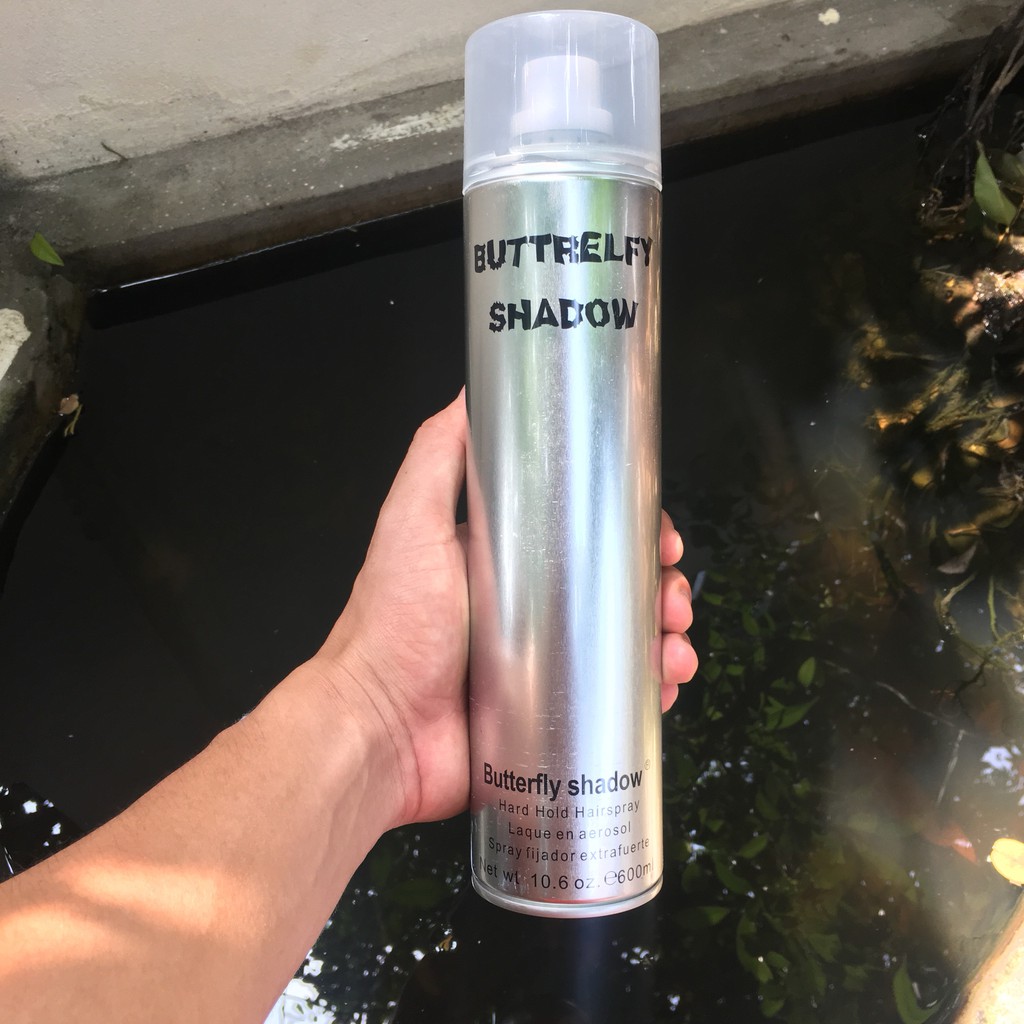 BUTTRELFY
SHADOW
Butterfly shadow®
Hard Hold Hairspray
Laque en aerosol
Spray fijador extrafuerte
Net wt 10.6 oz. ℮600ml